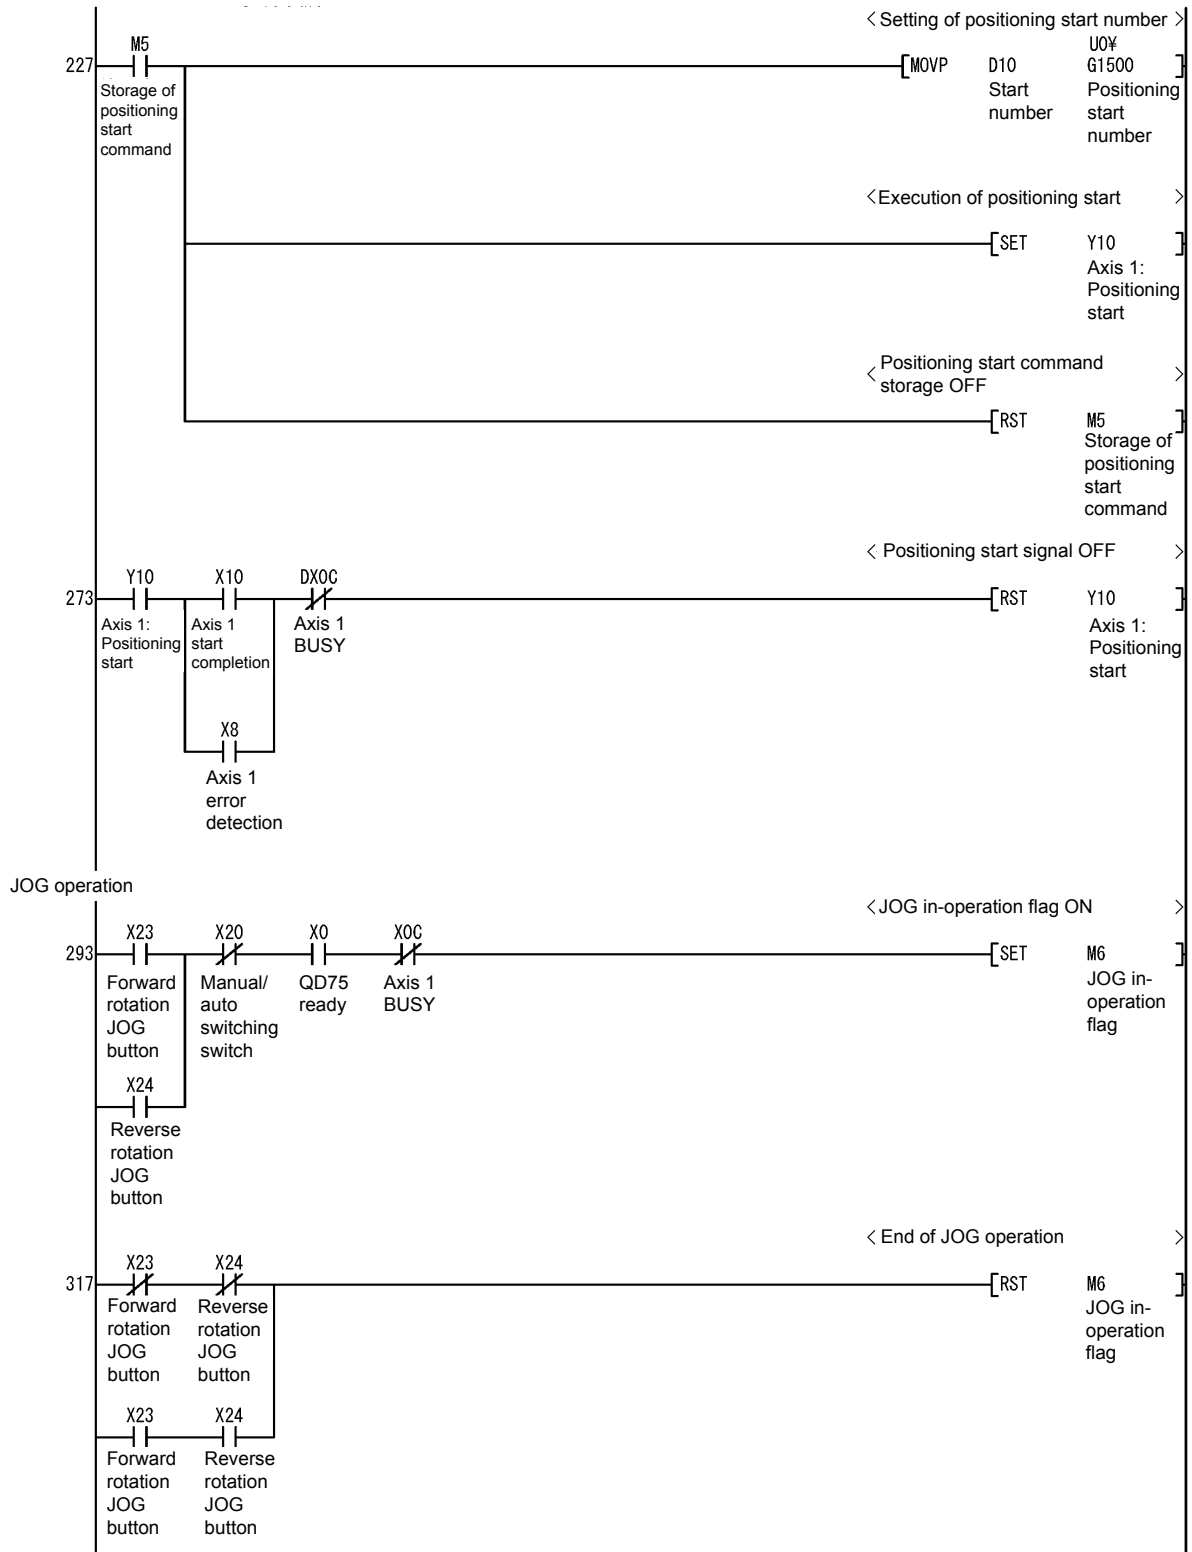 < Setting of positioning start number >
M5
U0¥
227
[MOVP D10 G1500 ]
Storage of
positioning
start
command
Start
number
Positioning
start
number
<Execution of positioning start >
[SET Y10 ]
Axis 1:
Positioning
start
< Positioning start command
storage OFF >
[RST M5 ]
Storage of
positioning
start
command
< Positioning start signal OFF >
Y10 X10 DX0C
273
[RST Y10 ]
Axis 1:
Positioning
start
Axis 1
start
completion
Axis 1
BUSY
Axis 1:
Positioning
start
X8
Axis 1
error
detection
JOG operation
<JOG in-operation flag ON >
X23 X20 X0 X0C
293
[SET M6 ]
Forward
rotation
JOG
button
Manual/
auto
switching
switch
QD75
ready
Axis 1
BUSY
JOG in-
operation
flag
X24
Reverse
rotation
JOG
button
< End of JOG operation >
X23 X24
317
[RST M6 ]
Forward
rotation
JOG
button
Reverse
rotation
JOG
button
JOG in-
operation
flag
X23 X24
Forward
rotation
JOG
button
Reverse
rotation
JOG
button